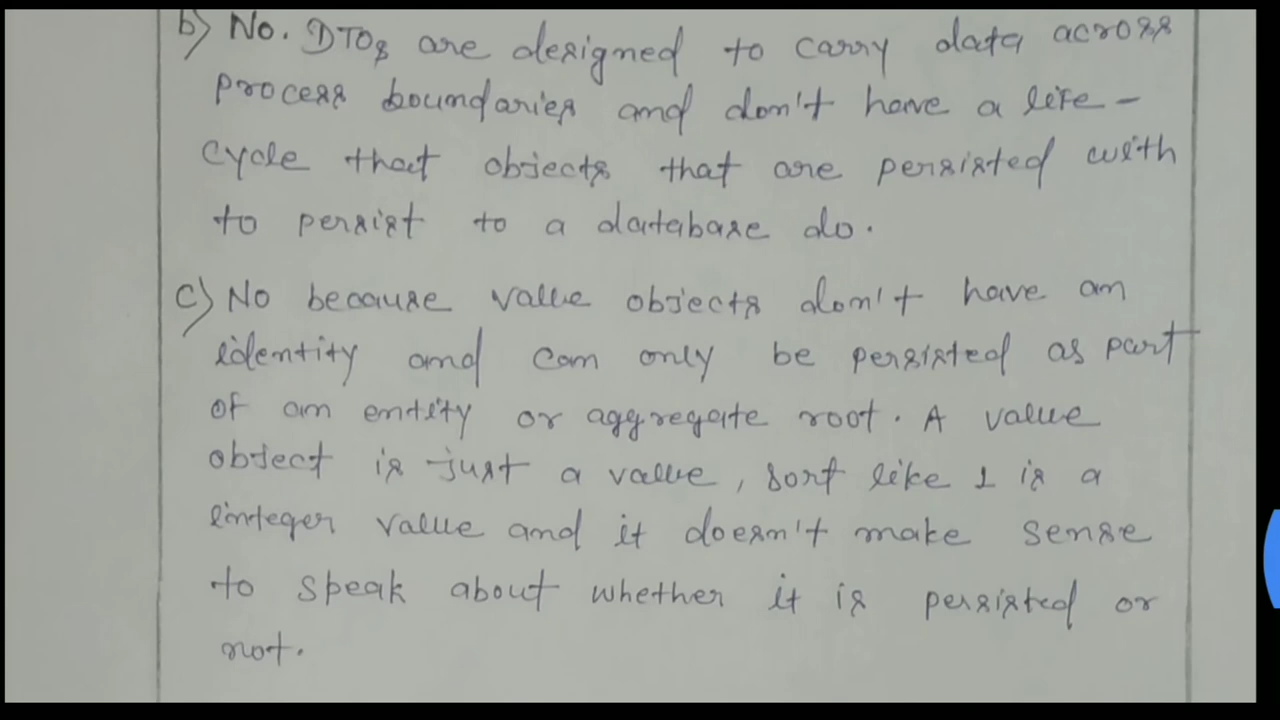 b) No. DTOs are designed to carry data across
process boundaries and don't have a life-
cycle that objects that are persisted with
to persist to a database do.
c) No because value objects don't have an
identity and can only be persisted as part
of an entity or aggregate root. A value
object is just a value, sort like 1 is a
integer value and it doesn't make sense
to speak about whether it is persisted or
not.